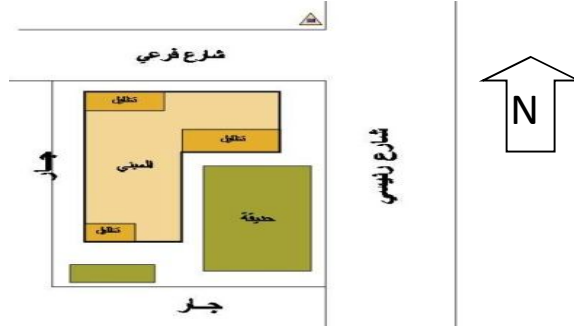 شارع فرعي
تظليل
تظليل
المبنى
جار
شارع رئيسي
N
حديقة
تظليل
جار